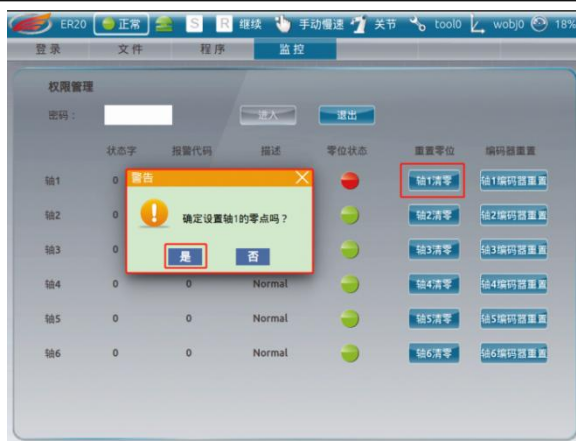 ER20 正常 S R 继续 手动慢速 关节 tool0 wobj0 18%
登录 文件 程序 监控
权限管理
密码： 进入 退出
状态字 报警代码 描述 零位状态 重置零位 编码器重置
轴1 0 轴1清零 轴1编码器重置
警告
确定设置轴1的零点吗？
是 否
轴2 0 轴2清零 轴2编码器重置
轴3 0 轴3清零 轴3编码器重置
轴4 0 0 Normal 轴4清零 轴4编码器重置
轴5 0 0 Normal 轴5清零 轴5编码器重置
轴6 0 0 Normal 轴6清零 轴6编码器重置